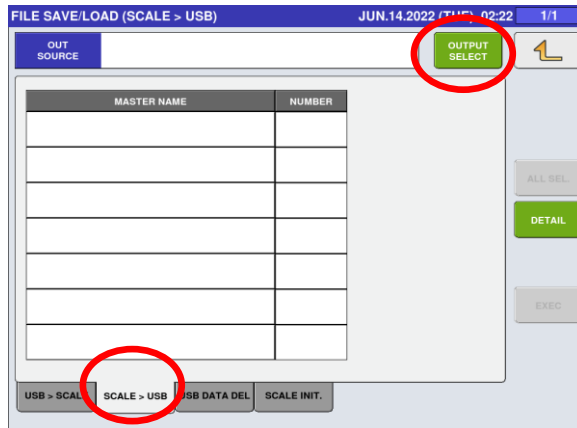 FILE SAVE/LOAD (SCALE > USB) JUN.14.2022 (TUE) 02:22 1/1
OUT
SOURCE
OUTPUT
SELECT
MASTER NAME NUMBER
ALL SEL.
DETAIL
EXEC
USB > SCALE SCALE > USB USB DATA DEL SCALE INIT.